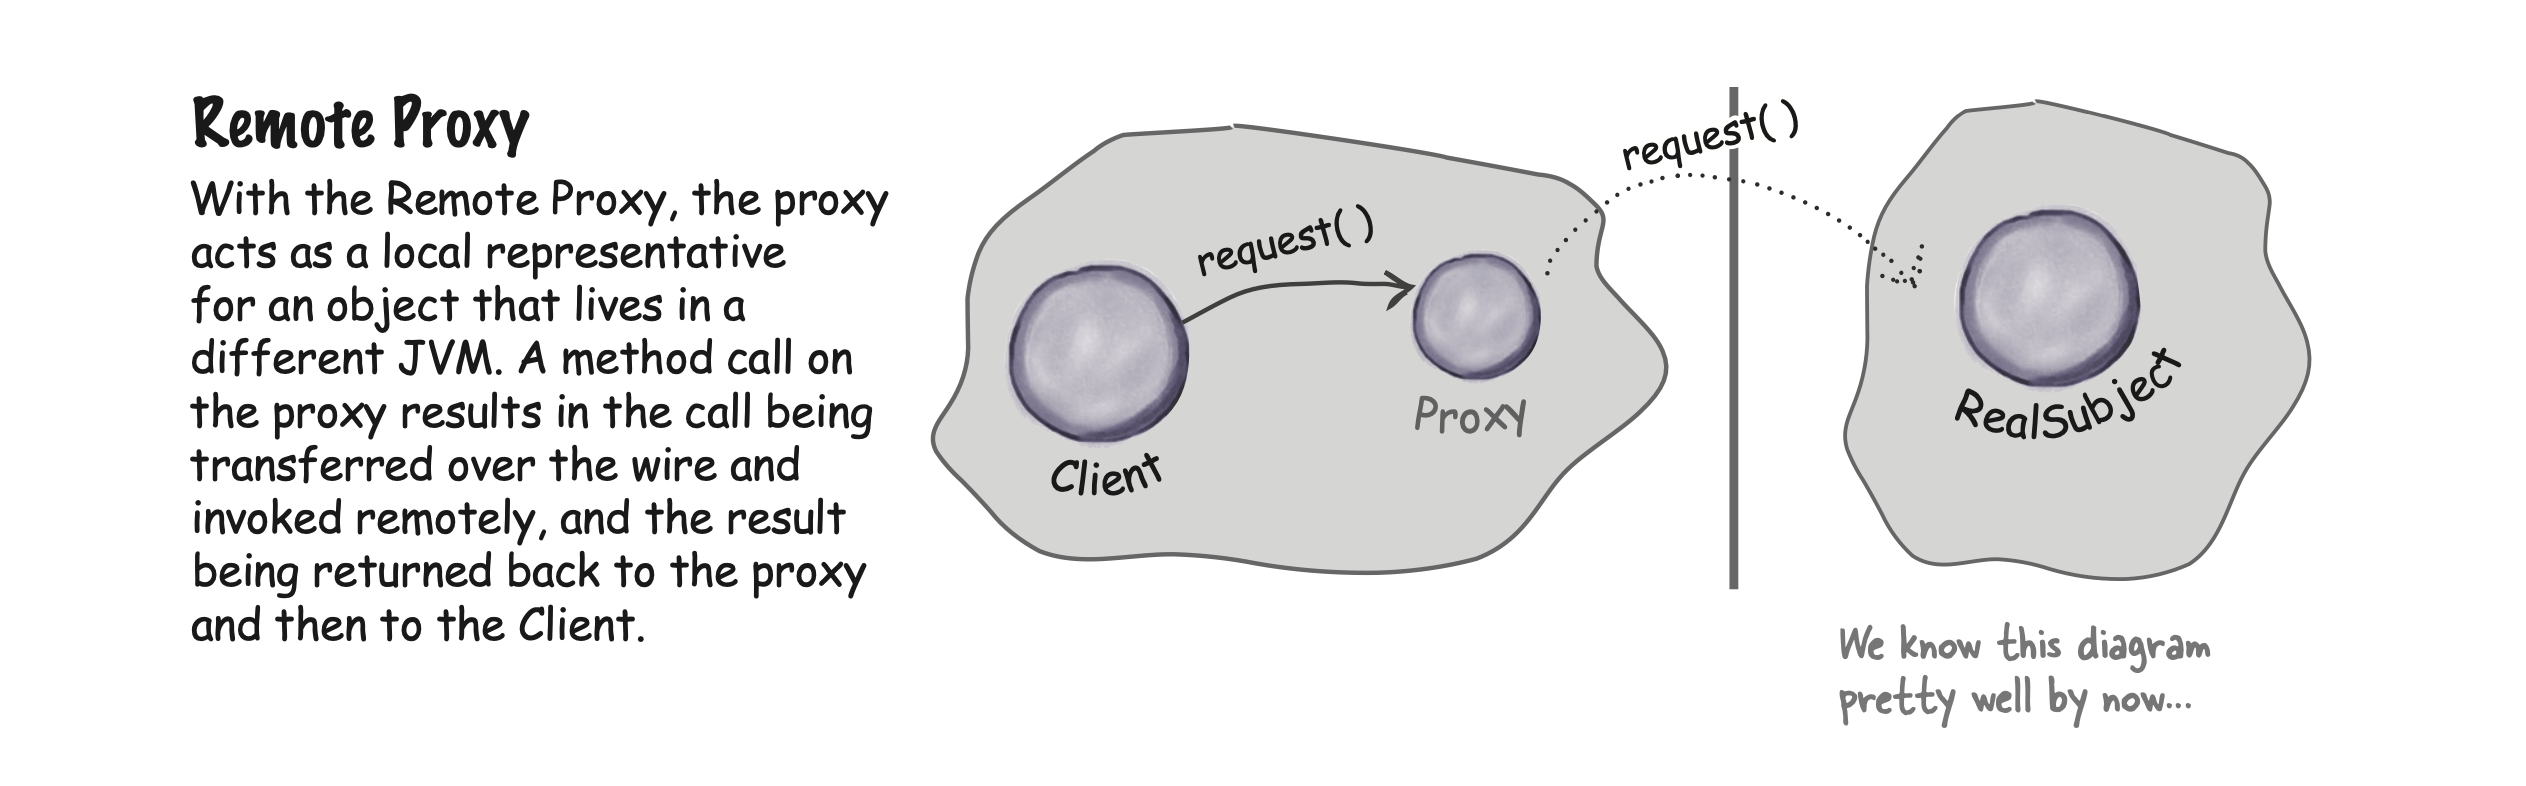 Remote Proxy
With the Remote Proxy, the proxy
acts as a local representative
for an object that lives in a
different JVM. A method call on
the proxy results in the call being
transferred over the wire and
invoked remotely, and the result
being returned back to the proxy
and then to the Client.
request( )
request( )
Client
Proxy
RealSubject
We know this diagram
pretty well by now...